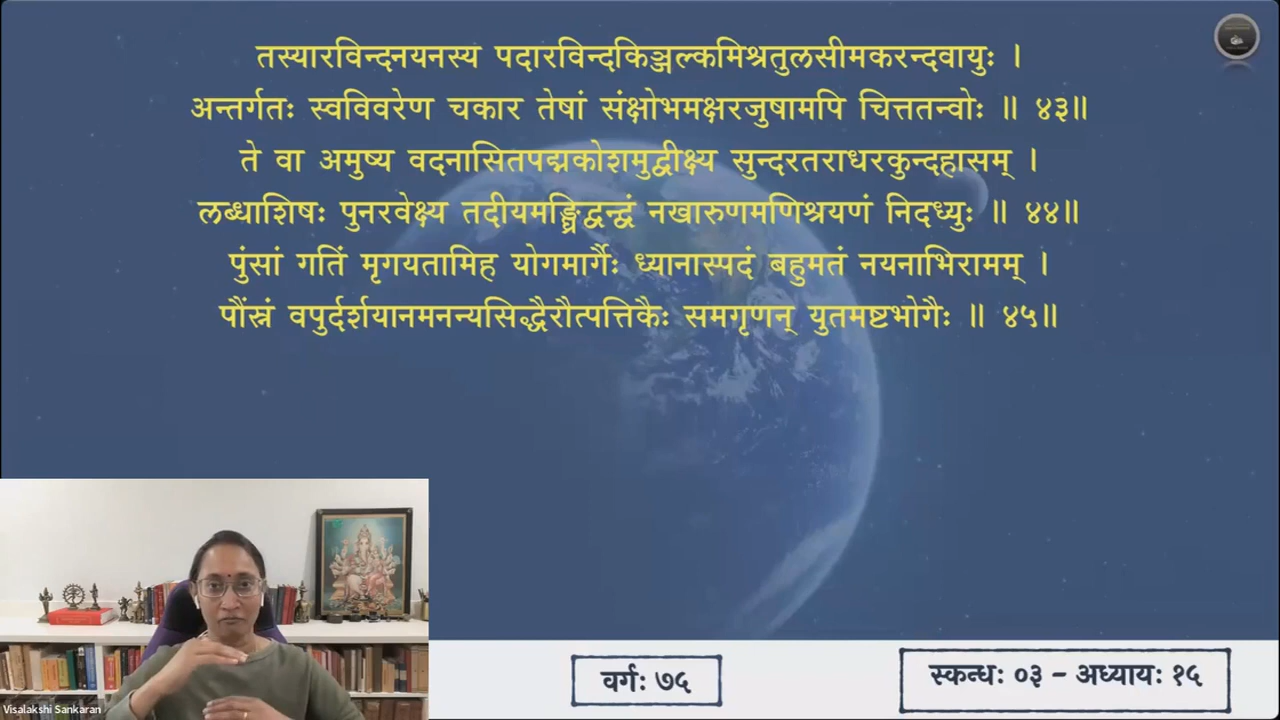 तस्यारविन्दनयनस्य पदारविन्दकिञ्जल्कमिश्रतुलसीमकरन्दवायुः ।
अन्तर्गतः स्वविवरेण चकार तेषां संक्षोभमक्षरजुषामपि चित्ततन्वोः ॥ ४३॥
ते वा अमुष्य वदनासितपद्मकोशमुद्वीक्ष्य सुन्दरतराधरकुन्दहासम् ।
लब्धाशिषः पुनरवेक्ष्य तदीयमङ्घ्रिद्वन्द्वं नखारुणमणिश्रयणं निदध्युः ॥ ४४॥
पुंसां गतिं मृगयतामिह योगमार्गैः ध्यानास्पदं बहुमतं नयनाभिरामम् ।
पौंस्नं वपुर्दर्शयानमनन्यसिद्धैरौत्पत्तिकैः समगृणन् युतमष्टभोगैः ॥ ४५॥
Visalakshi Sankaran
वर्गः ७५
स्कन्धः ०३ - अध्यायः १५